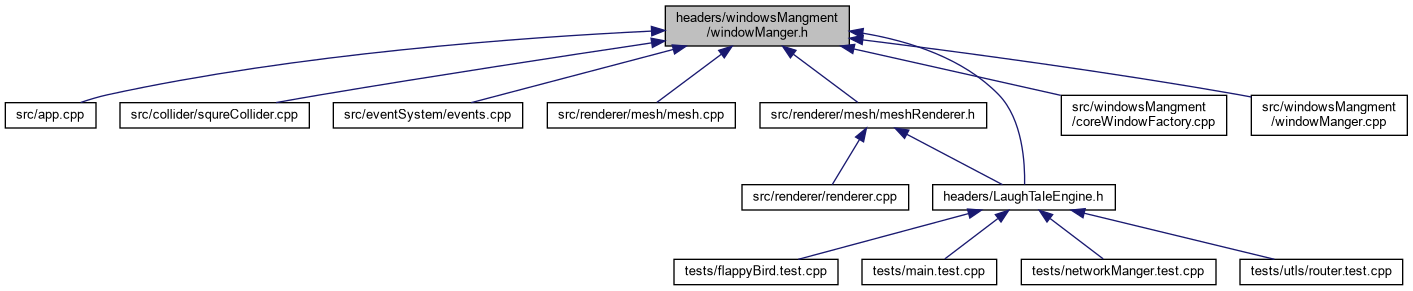 headers/windowsMangment
/windowManger.h
src/app.cpp
src/collider/squreCollider.cpp
src/eventSystem/events.cpp
src/renderer/mesh/mesh.cpp
src/renderer/mesh/meshRenderer.h
src/windowsMangment
/coreWindowFactory.cpp
src/windowsMangment
/windowManger.cpp
src/renderer/renderer.cpp
headers/LaughTaleEngine.h
tests/flappyBird.test.cpp
tests/main.test.cpp
tests/networkManger.test.cpp
tests/utls/router.test.cpp